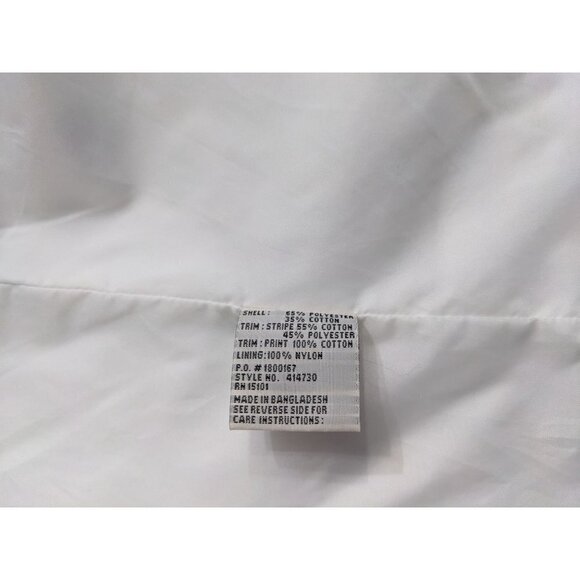 SHELL: 65% POLYESTER
35% COTTON
TRIM: STRIPE 55% COTTON
45% POLYESTER
TRIM: PRINT 100% COTTON
LINING: 100% NYLON
P.O. # 1800167
STYLE NO. 414730
RN 15101
MADE IN BANGLADESH
SEE REVERSE SIDE FOR
CARE INSTRUCTIONS: